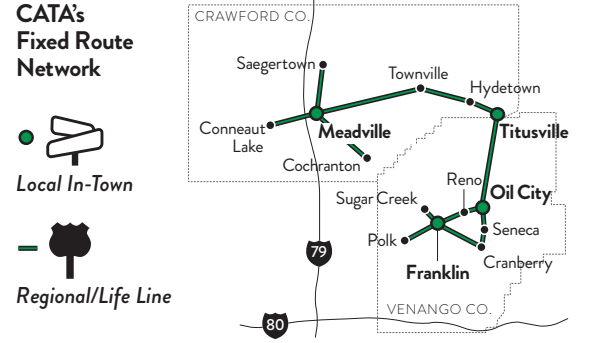 CATA's
Fixed Route
Network
Local In-Town
Regional/Life Line
CRAWFORD CO.
Saegertown
Townville
Hydetown
Conneaut
Lake
Meadville
Titusville
Cochranton
Reno
Oil City
Sugar Creek
Seneca
Polk
Cranberry
Franklin
79
VENANGO CO.
80